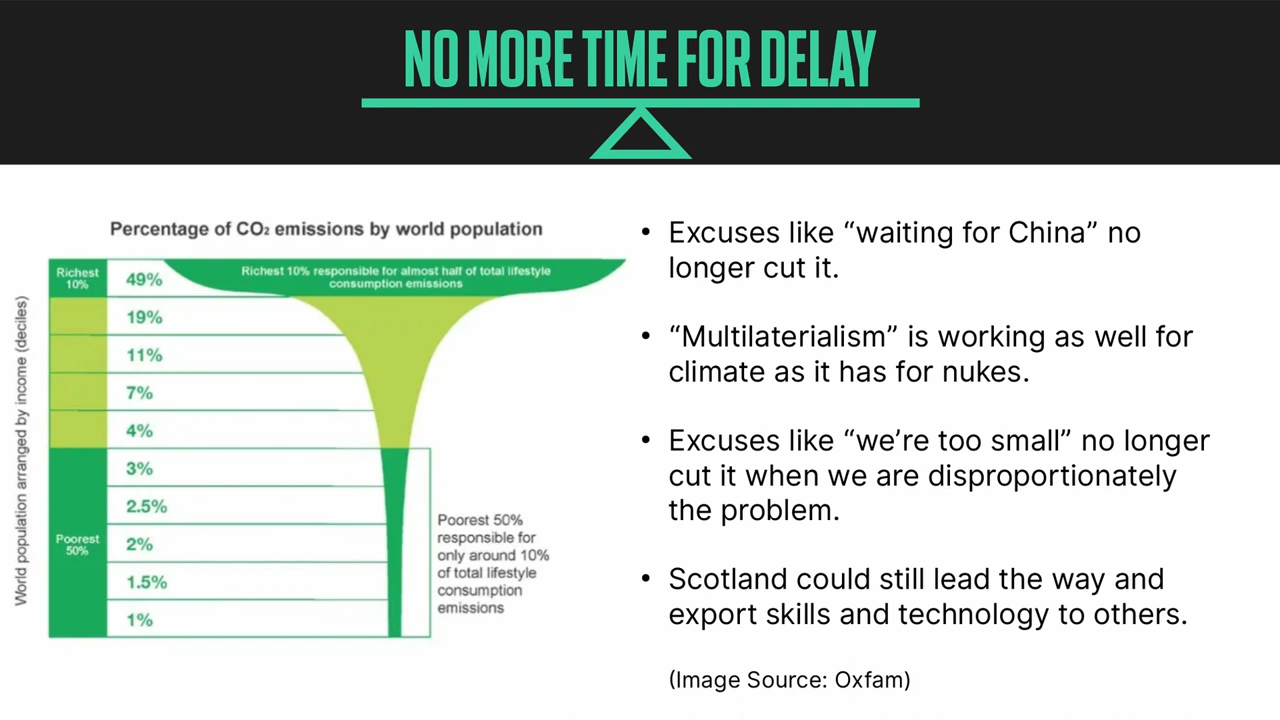 NO MORE TIME FOR DELAY
Percentage of CO₂ emissions by world population
World population arranged by income (deciles)
Richest
10%
49%
Richest 10% responsible for almost half of total lifestyle
consumption emissions
19%
11%
7%
4%
3%
2.5%
2%
1.5%
1%
Poorest
50%
Poorest 50%
responsible for
only around 10%
of total lifestyle
consumption
emissions
• Excuses like “waiting for China” no
longer cut it.
• “Multilaterialism” is working as well for
climate as it has for nukes.
• Excuses like “we’re too small” no longer
cut it when we are disproportionately
the problem.
• Scotland could still lead the way and
export skills and technology to others.
(Image Source: Oxfam)